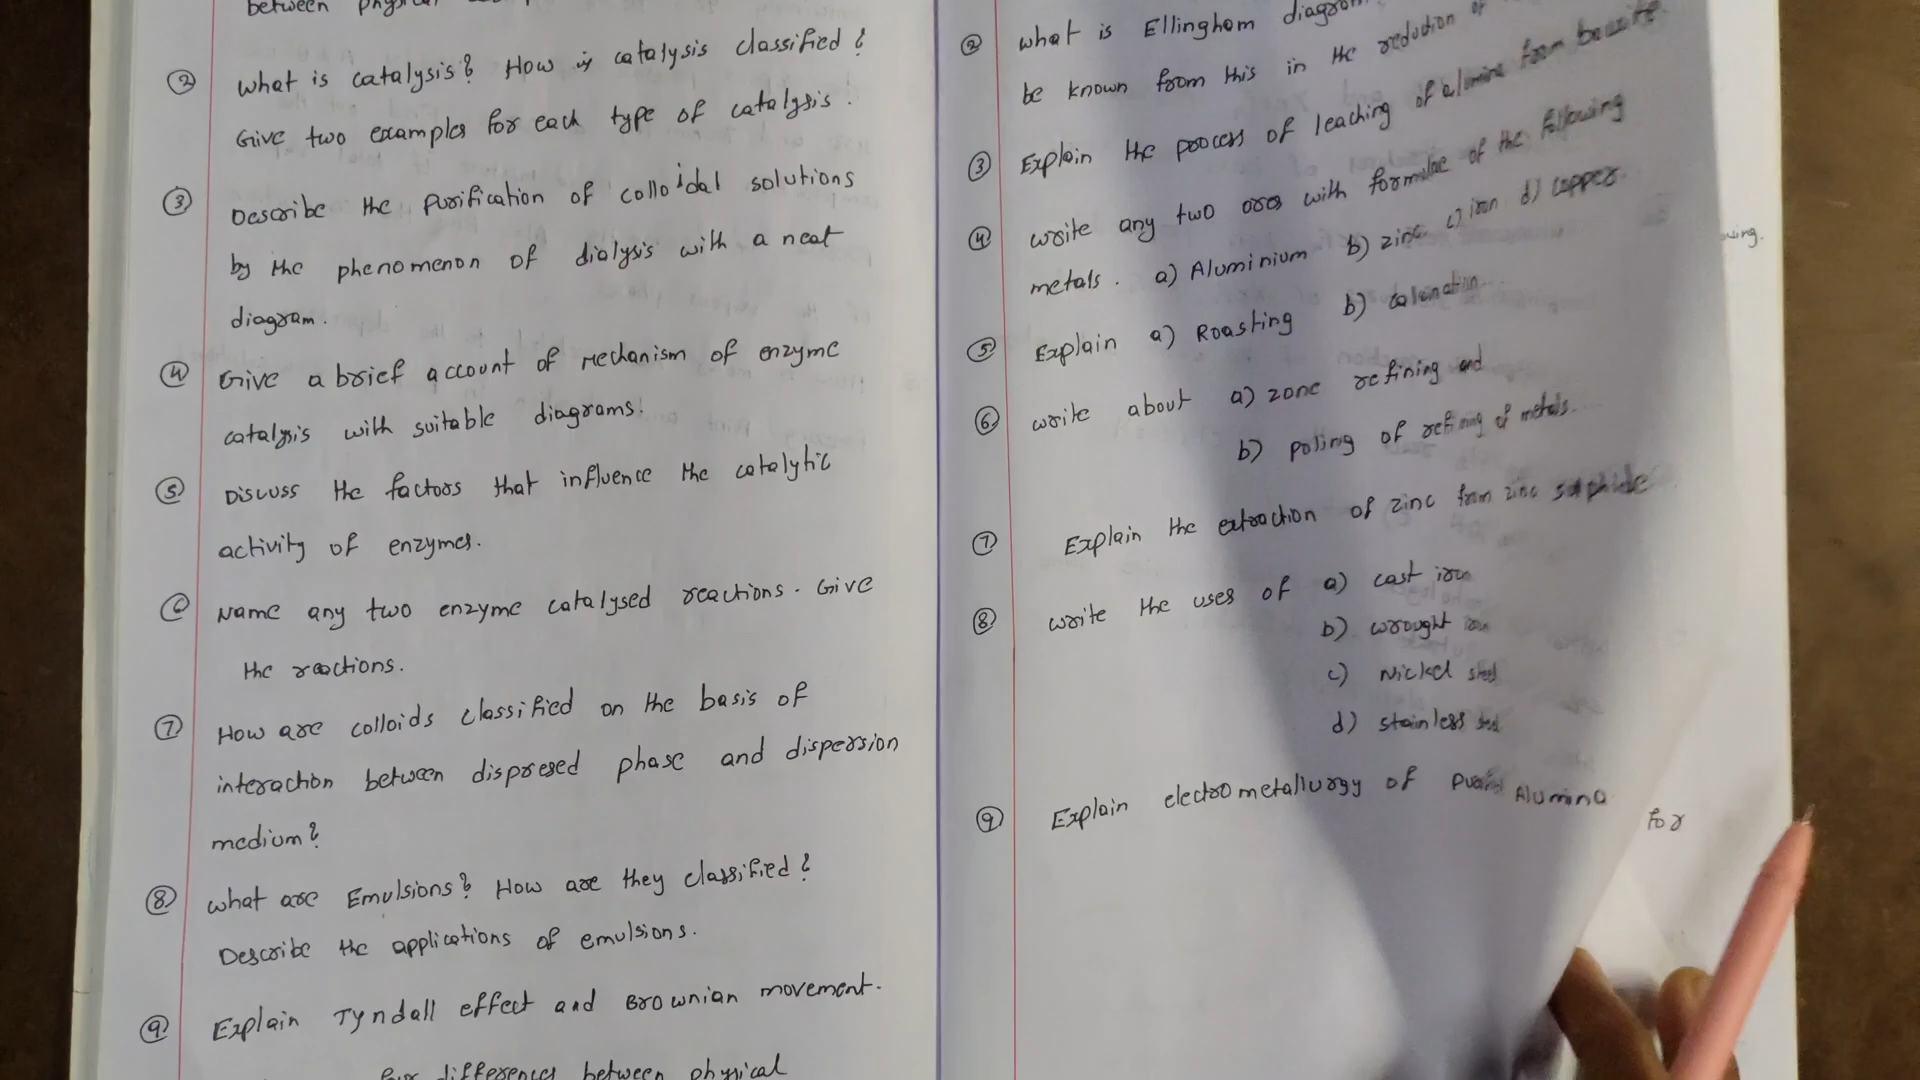 between physical
② what is catalysis? How is catalysis classified?
Give two examples for each type of catalysis.
③ Describe the purification of colloidal solutions
by the phenomenon of dialysis with a neat
diagram.
④ Give a brief account of mechanism of enzyme
catalysis with suitable diagrams.
⑤ Discuss the factors that influence the catalytic
activity of enzymes.
⑥ Name any two enzyme catalysed reactions. Give
the reactions.
⑦ How are colloids classified on the basis of
interaction between dispresed phase and dispersion
medium?
⑧ what are Emulsions? How are they classified?
Describe the applications of emulsions.
⑨ Explain Tyndall effect and Brownian movement.
differences between physical
② what is Ellingham diagram
be known from this in the reduction of
③ Explain the process of leaching of alumina from bauxite.
④ write any two ores with formulae of the following
metals. a) Aluminium b) zinc c) iron d) copper.
⑤ Explain a) Roasting b) calcination
⑥ write about a) zone refining and
b) poling of refining of metals.
⑦ Explain the extraction of zinc from zinc sulphide
⑧ write the uses of a) cast iron
b) wrought iron
c) Nickel steel
d) stainless steel
⑨ Explain electrometallurgy of Alumina
for